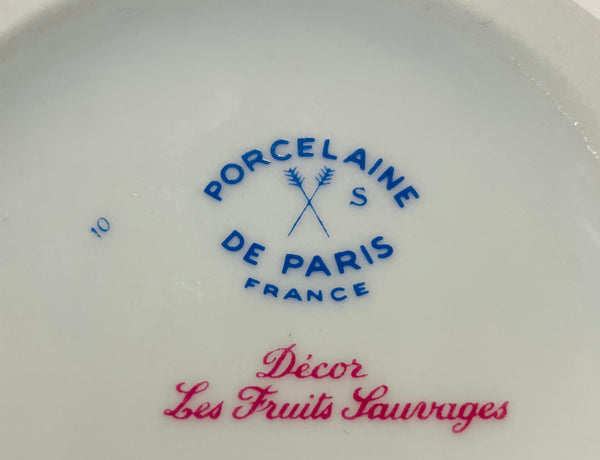 PORCELAINE
S
10
DE PARIS
FRANCE
Décor
Les Fruits Sauvages